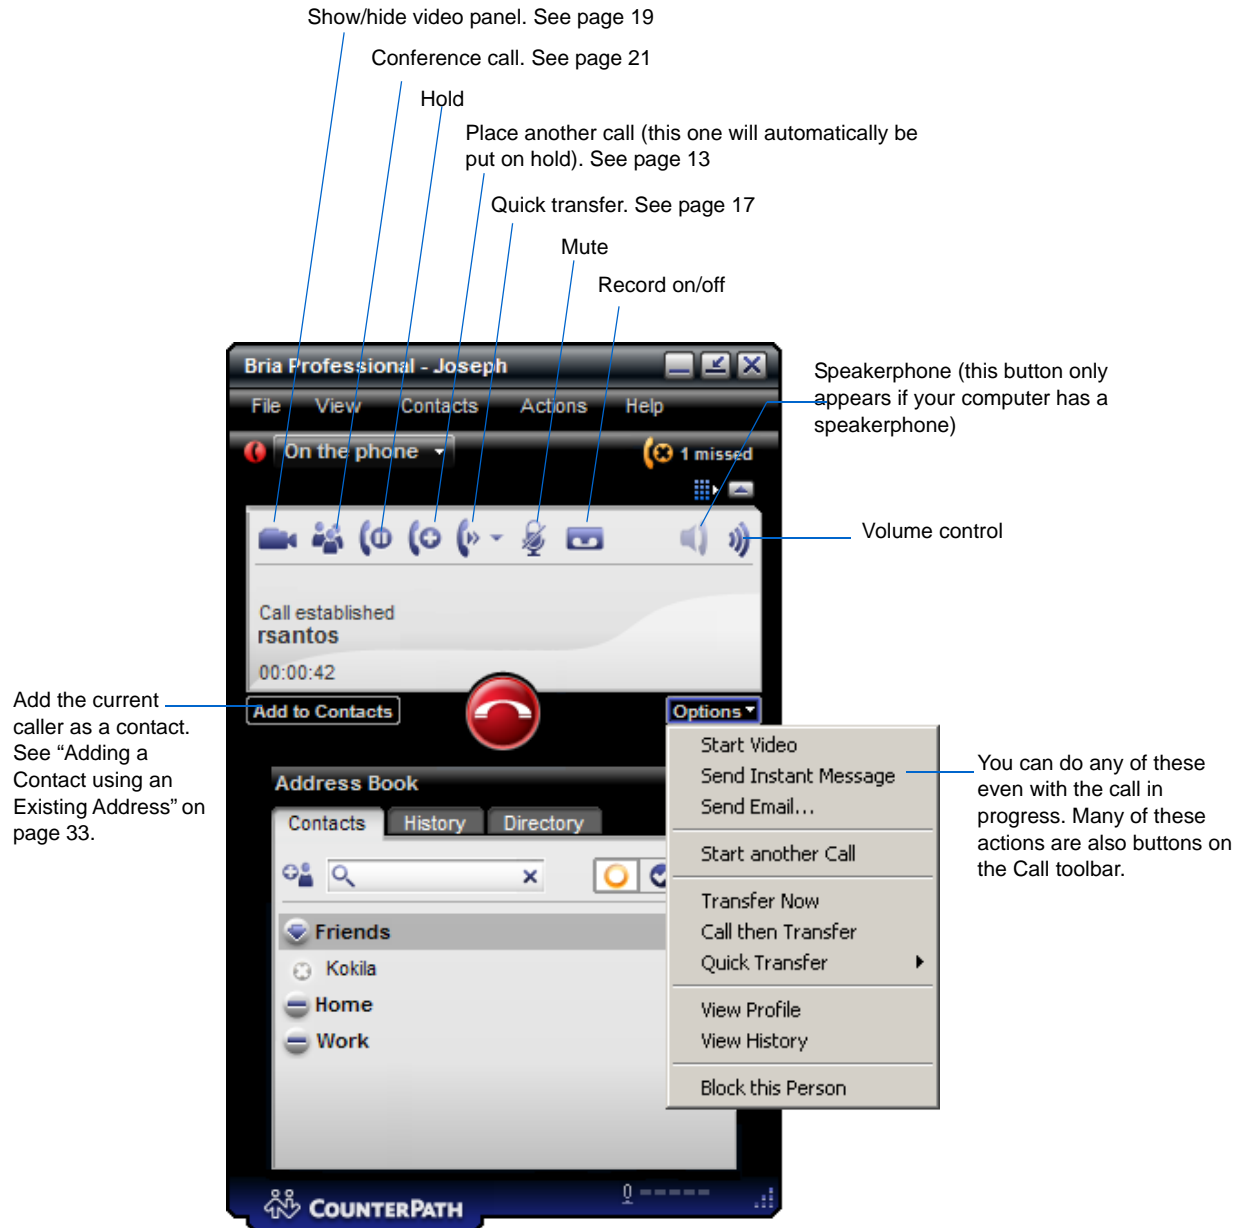 Show/hide video panel. See page 19
Conference call. See page 21
Hold
Place another call (this one will automatically be
put on hold). See page 13
Quick transfer. See page 17
Mute
Record on/off
Speakerphone (this button only
appears if your computer has a
speakerphone)
Volume control
Bria Professional - Joseph
File View Contacts Actions Help
On the phone
1 missed
Call established
rsantos
00:00:42
Add to Contacts
Options
Add the current
caller as a contact.
See “Adding a
Contact using an
Existing Address” on
page 33.
Start Video
Send Instant Message
Send Email...
Start another Call
Transfer Now
Call then Transfer
Quick Transfer
View Profile
View History
Block this Person
You can do any of these
even with the call in
progress. Many of these
actions are also buttons on
the Call toolbar.
Address Book
Contacts History Directory
Friends
Kokila
Home
Work
COUNTERPATH